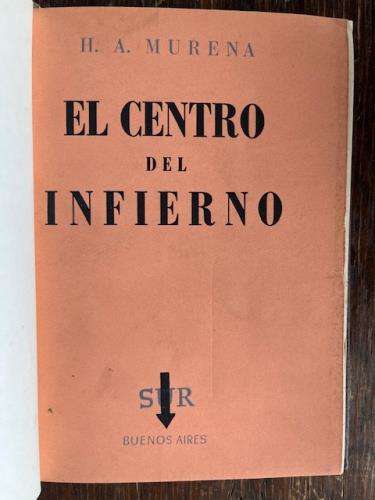 H. A. MURENA
EL CENTRO
DEL
INFIERNO
SUR
BUENOS AIRES